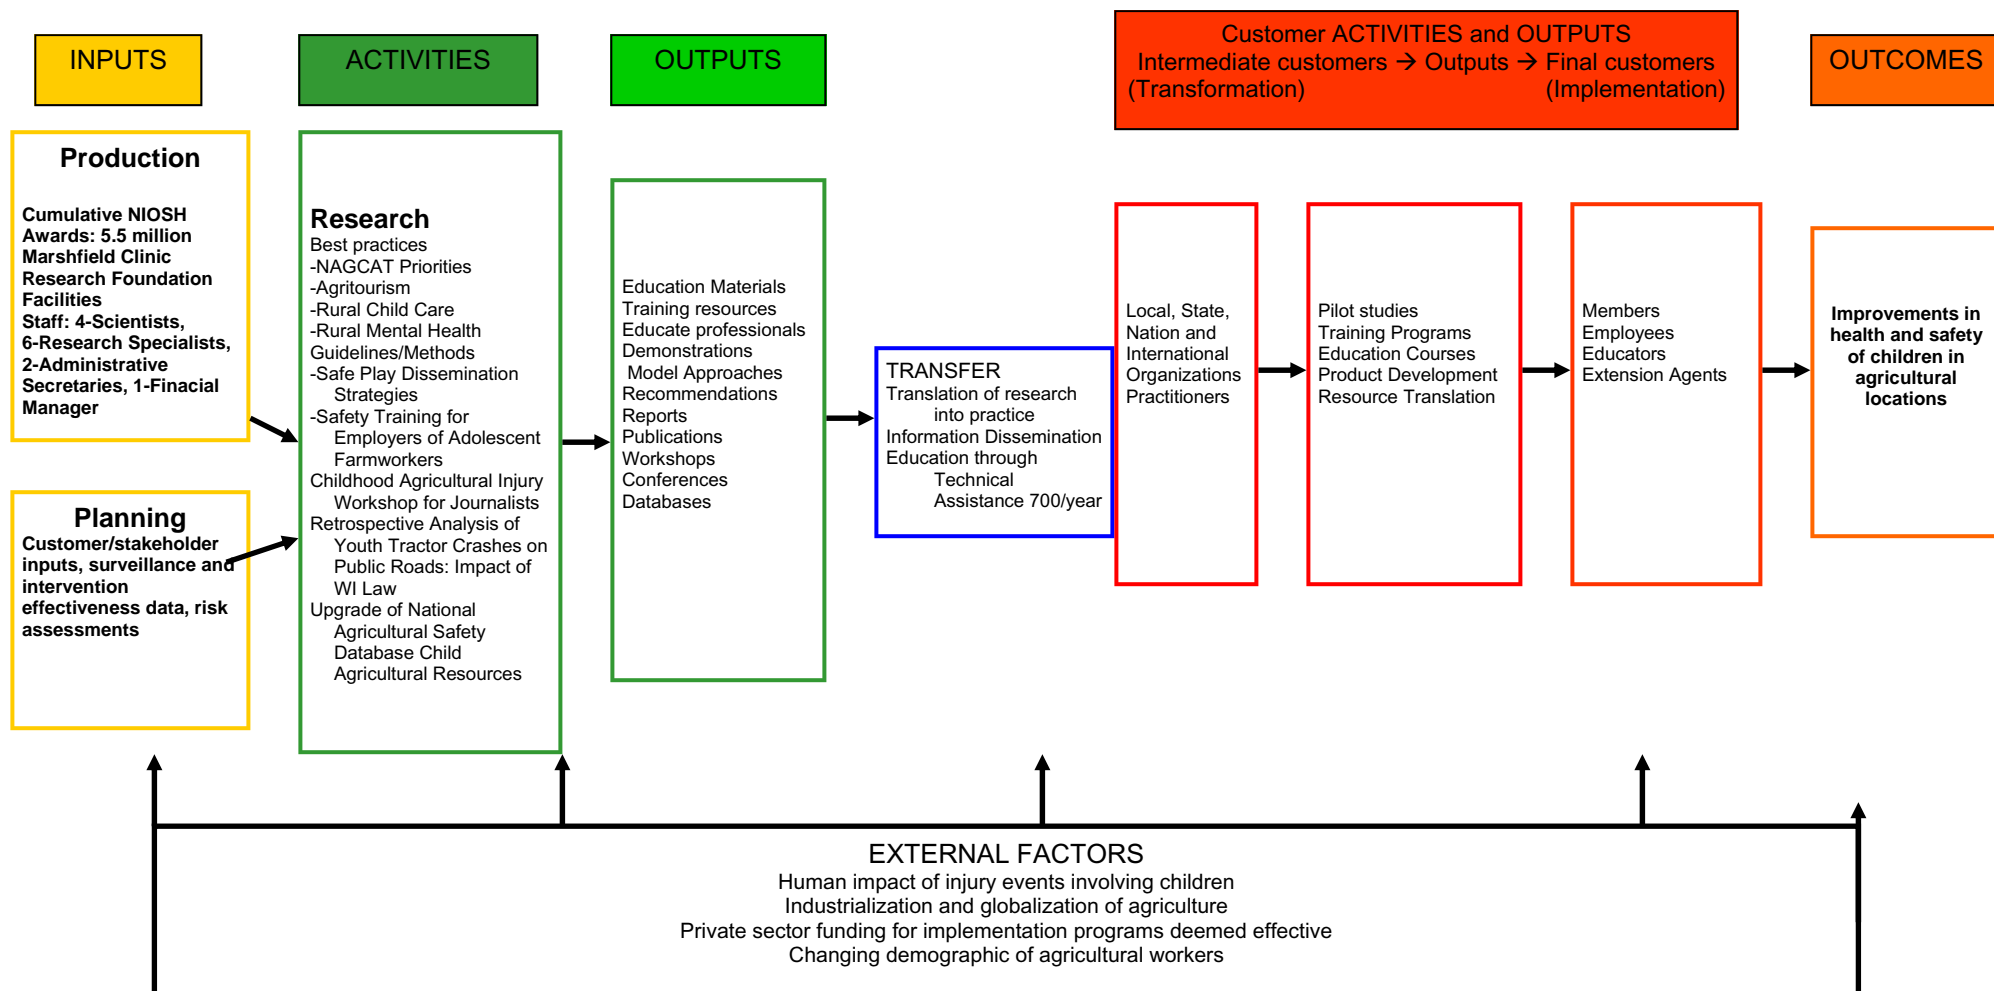 INPUTS
ACTIVITIES
OUTPUTS
Customer ACTIVITIES and OUTPUTS
Intermediate customers → Outputs → Final customers
(Transformation) (Implementation)
OUTCOMES
Production
Cumulative NIOSH
Awards: 5.5 million
Marshfield Clinic
Research Foundation
Facilities
Staff: 4-Scientists,
6-Research Specialists,
2-Administrative
Secretaries, 1-Finacial
Manager
Planning
Customer/stakeholder
inputs, surveillance and
intervention
effectiveness data, risk
assessments
Research
Best practices
-NAGCAT Priorities
-Agritourism
-Rural Child Care
-Rural Mental Health
Guidelines/Methods
-Safe Play Dissemination
Strategies
-Safety Training for
Employers of Adolescent
Farmworkers
Childhood Agricultural Injury
Workshop for Journalists
Retrospective Analysis of
Youth Tractor Crashes on
Public Roads: Impact of
WI Law
Upgrade of National
Agricultural Safety
Database Child
Agricultural Resources
Education Materials
Training resources
Educate professionals
Demonstrations
Model Approaches
Recommendations
Reports
Publications
Workshops
Conferences
Databases
TRANSFER
Translation of research
into practice
Information Dissemination
Education through
Technical
Assistance 700/year
Local, State,
Nation and
International
Organizations
Practitioners
Pilot studies
Training Programs
Education Courses
Product Development
Resource Translation
Members
Employees
Educators
Extension Agents
Improvements in
health and safety
of children in
agricultural
locations
EXTERNAL FACTORS
Human impact of injury events involving children
Industrialization and globalization of agriculture
Private sector funding for implementation programs deemed effective
Changing demographic of agricultural workers